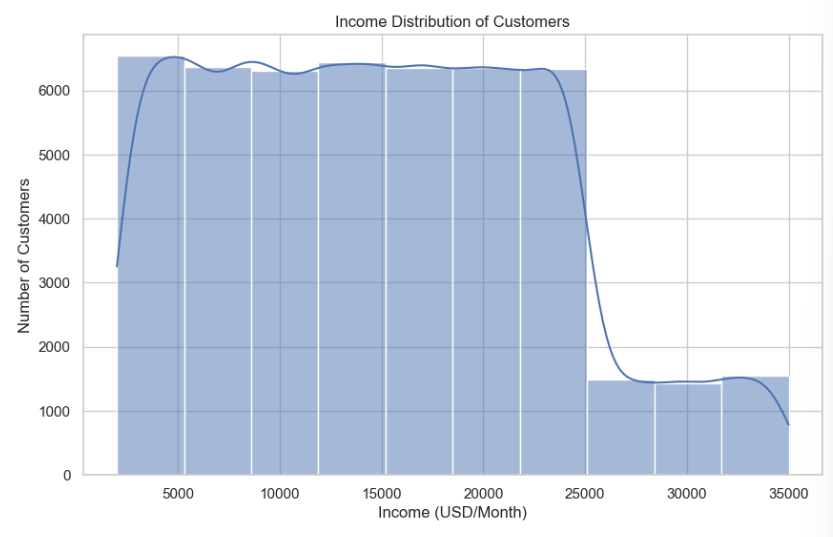 Income Distribution of Customers
Number of Customers
6000
5000
4000
3000
2000
1000
0
5000 10000 15000 20000 25000 30000 35000
Income (USD/Month)